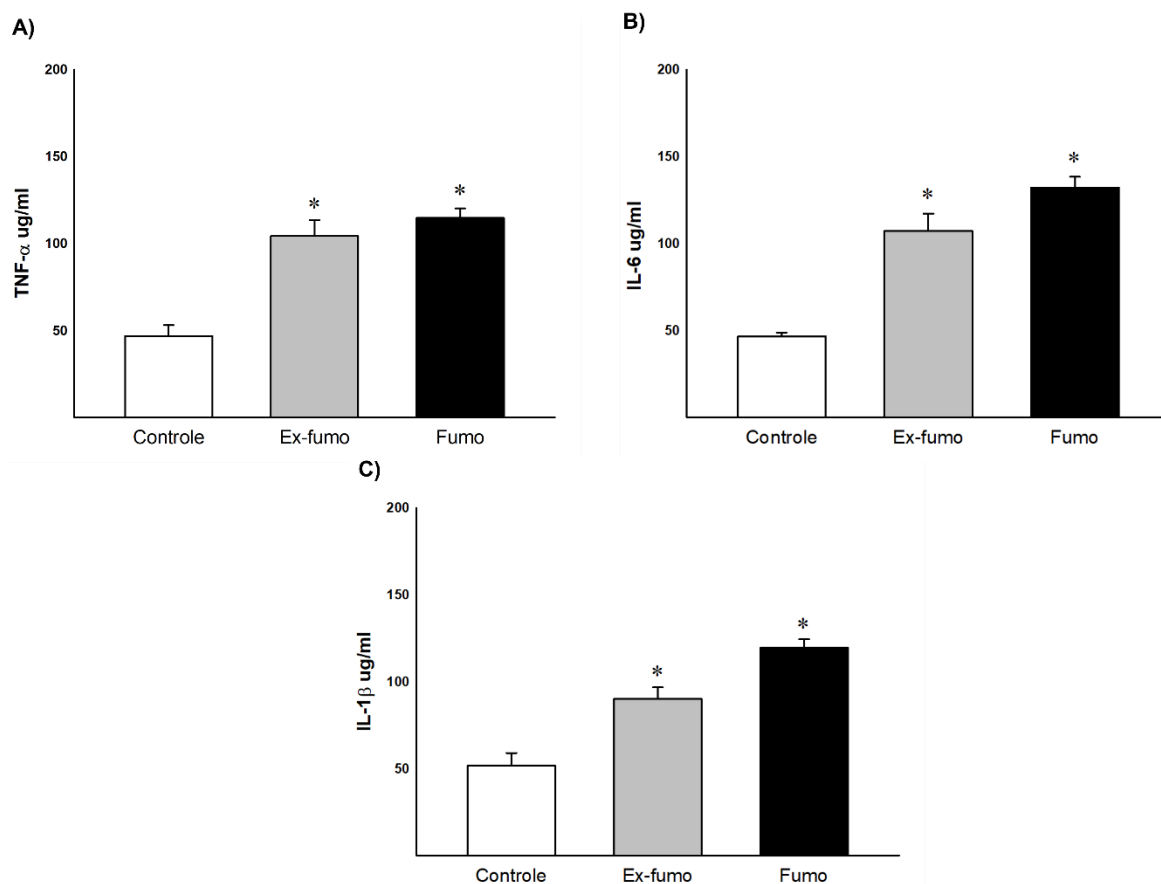 A)
200
150
100
50
TNF-α ug/ml
*
*
Controle
Ex-fumo
Fumo
B)
200
150
100
50
IL-6 ug/ml
*
*
Controle
Ex-fumo
Fumo
C)
200
150
100
50
IL-1β ug/ml
*
*
Controle
Ex-fumo
Fumo